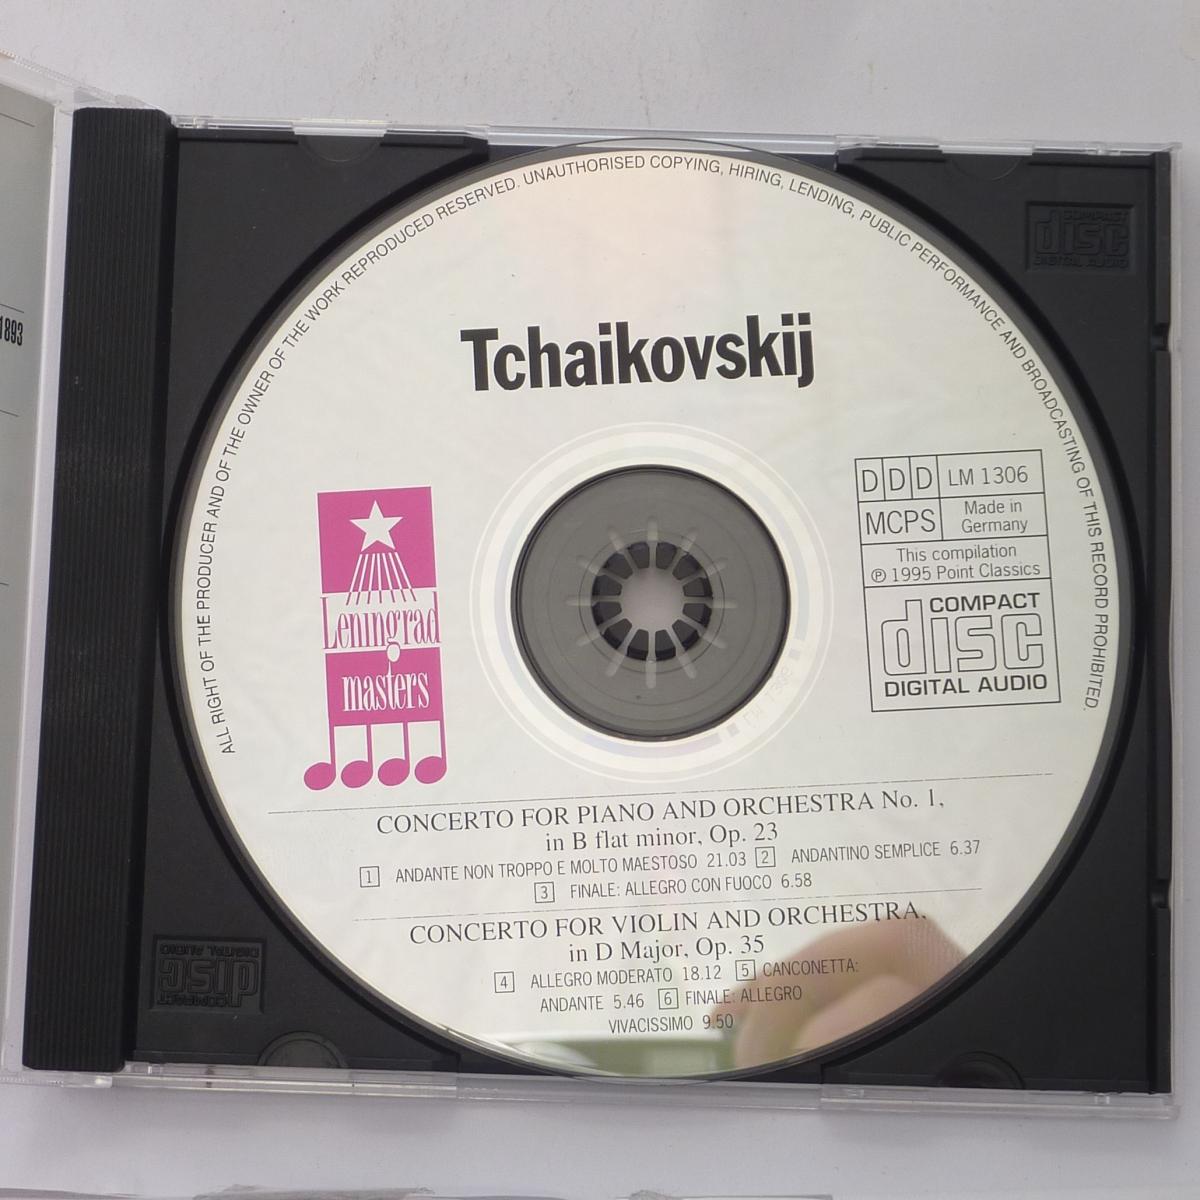 1893
ALL RIGHT OF THE PRODUCER AND OF THE OWNER OF THE WORK REPRODUCED RESERVED. UNAUTHORISED COPYING, HIRING, LENDING, PUBLIC PERFORMANCE AND BROADCASTING OF THIS RECORD PROHIBITED.
Tchaikovskij
Leningrad
masters
DDD LM 1306
MCPS Made in
Germany
This compilation
℗ 1995 Point Classics
COMPACT
disc
DIGITAL AUDIO
CONCERTO FOR PIANO AND ORCHESTRA No. 1,
in B flat minor, Op. 23
1 ANDANTE NON TROPPO E MOLTO MAESTOSO 21.03 2 ANDANTINO SEMPLICE 6.37
3 FINALE: ALLEGRO CON FUOCO 6.58
CONCERTO FOR VIOLIN AND ORCHESTRA,
in D Major, Op. 35
4 ALLEGRO MODERATO 18.12 5 CANCONETTA:
ANDANTE 5.46 6 FINALE: ALLEGRO
VIVACISSIMO 9.50
COMPACT
disc
DIGITAL AUDIO
COMPACT
disc
DIGITAL AUDIO